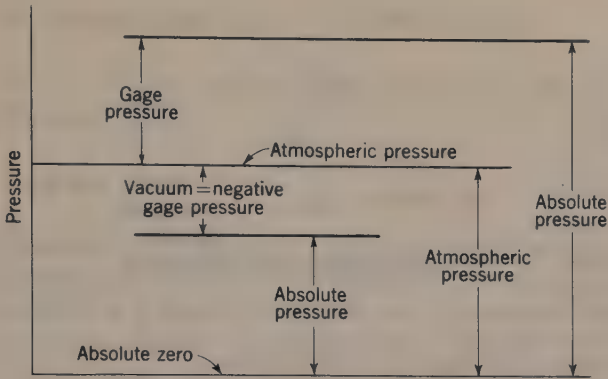 Gage
pressure
Atmospheric pressure
Vacuum=negative
gage pressure
Pressure
Absolute
pressure
Atmospheric
pressure
Absolute
pressure
Absolute zero